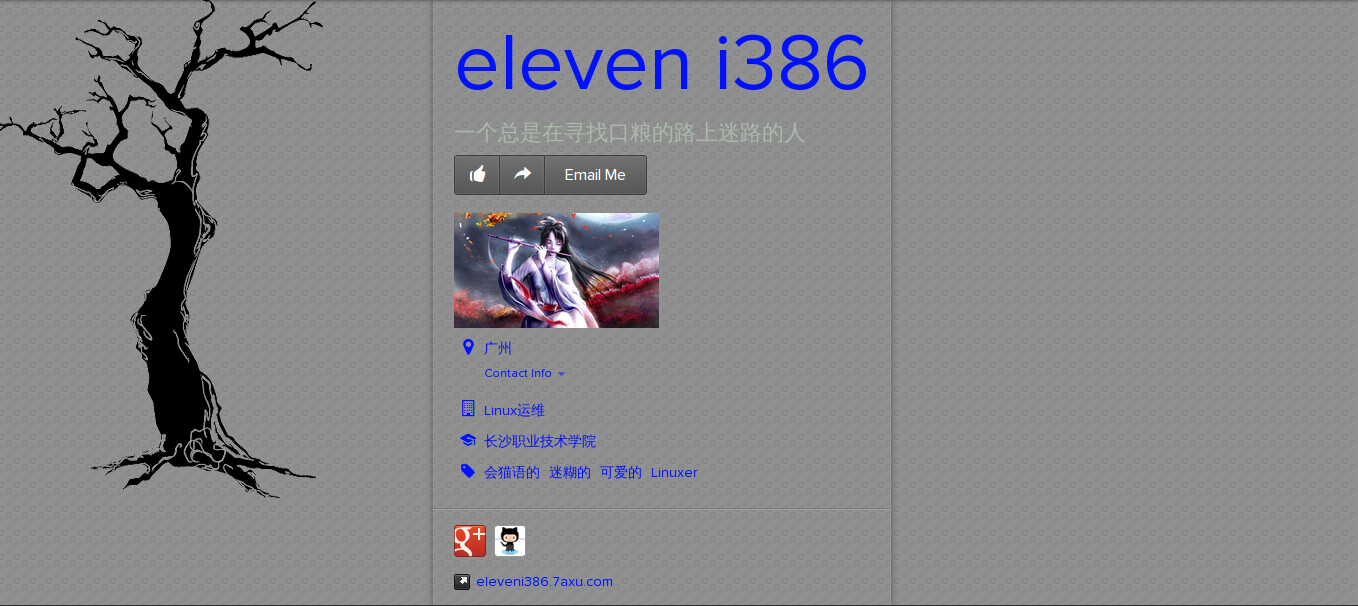 eleven i386
一个总是在寻找口粮的路上迷路的人
Email Me
广州
Contact Info
Linux运维
长沙职业技术学院
会猫语的 迷糊的 可爱的 Linuxer
g+
eleveni386.7axu.com